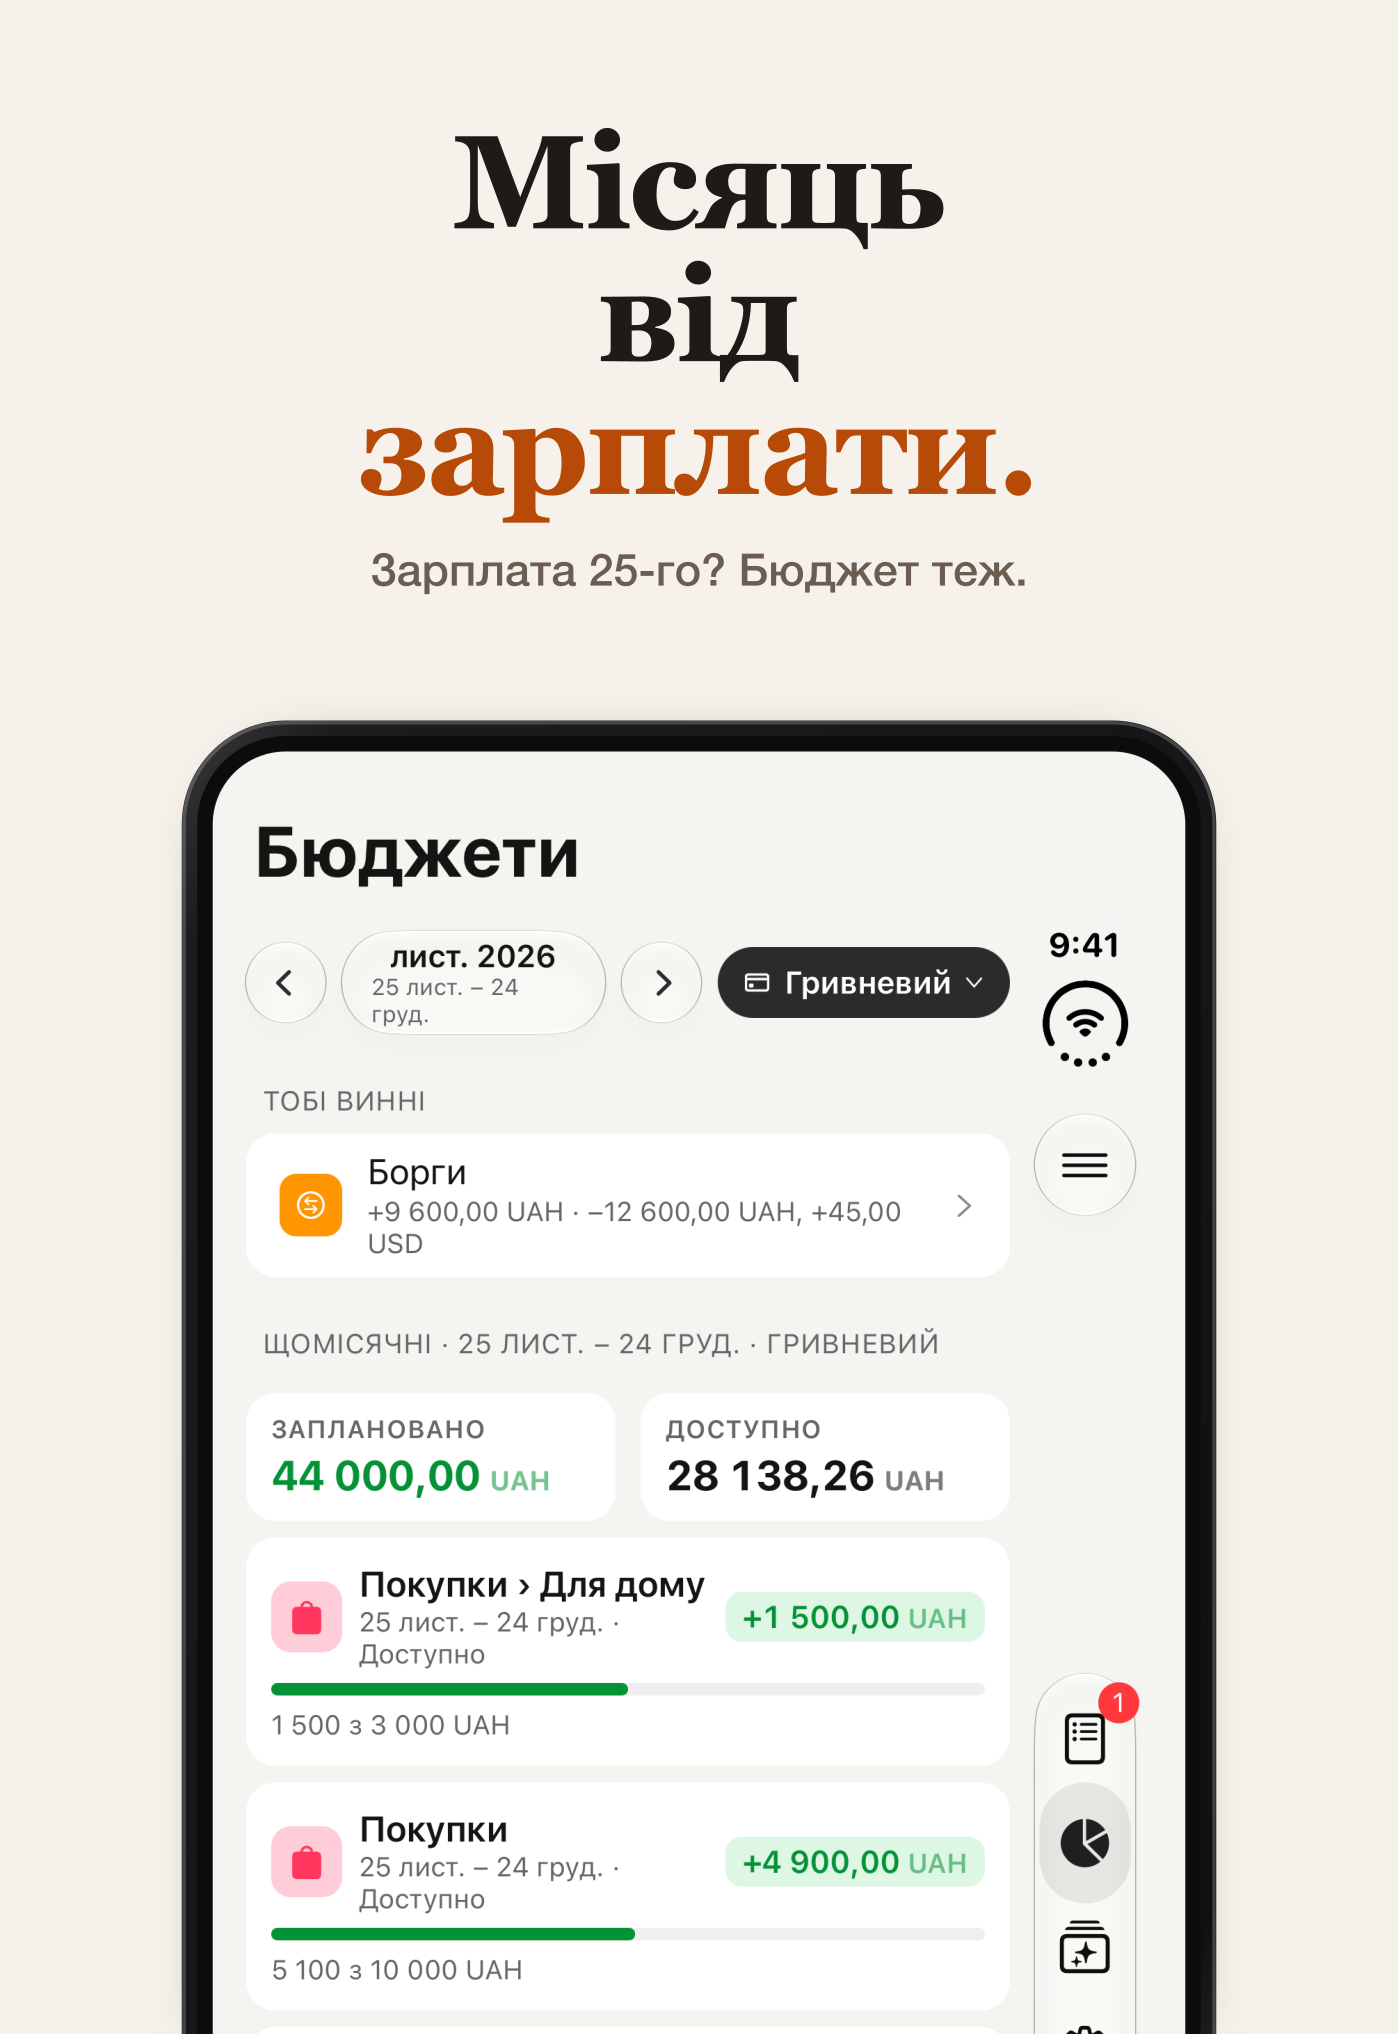 Місяць
від
зарплати.
Зарплата 25-го? Бюджет теж.
Бюджети
лист. 2026
25 лист. – 24
груд.
Гривневий
9:41
ТОБІ ВИННІ
Борги
+9 600,00 UAH · −12 600,00 UAH, +45,00
USD
ЩОМІСЯЧНІ · 25 ЛИСТ. – 24 ГРУД. · ГРИВНЕВИЙ
ЗАПЛАНОВАНО
44 000,00 UAH
ДОСТУПНО
28 138,26 UAH
Покупки › Для дому
25 лист. – 24 груд. ·
Доступно
+1 500,00 UAH
1 500 з 3 000 UAH
1
Покупки
25 лист. – 24 груд. ·
Доступно
+4 900,00 UAH
5 100 з 10 000 UAH